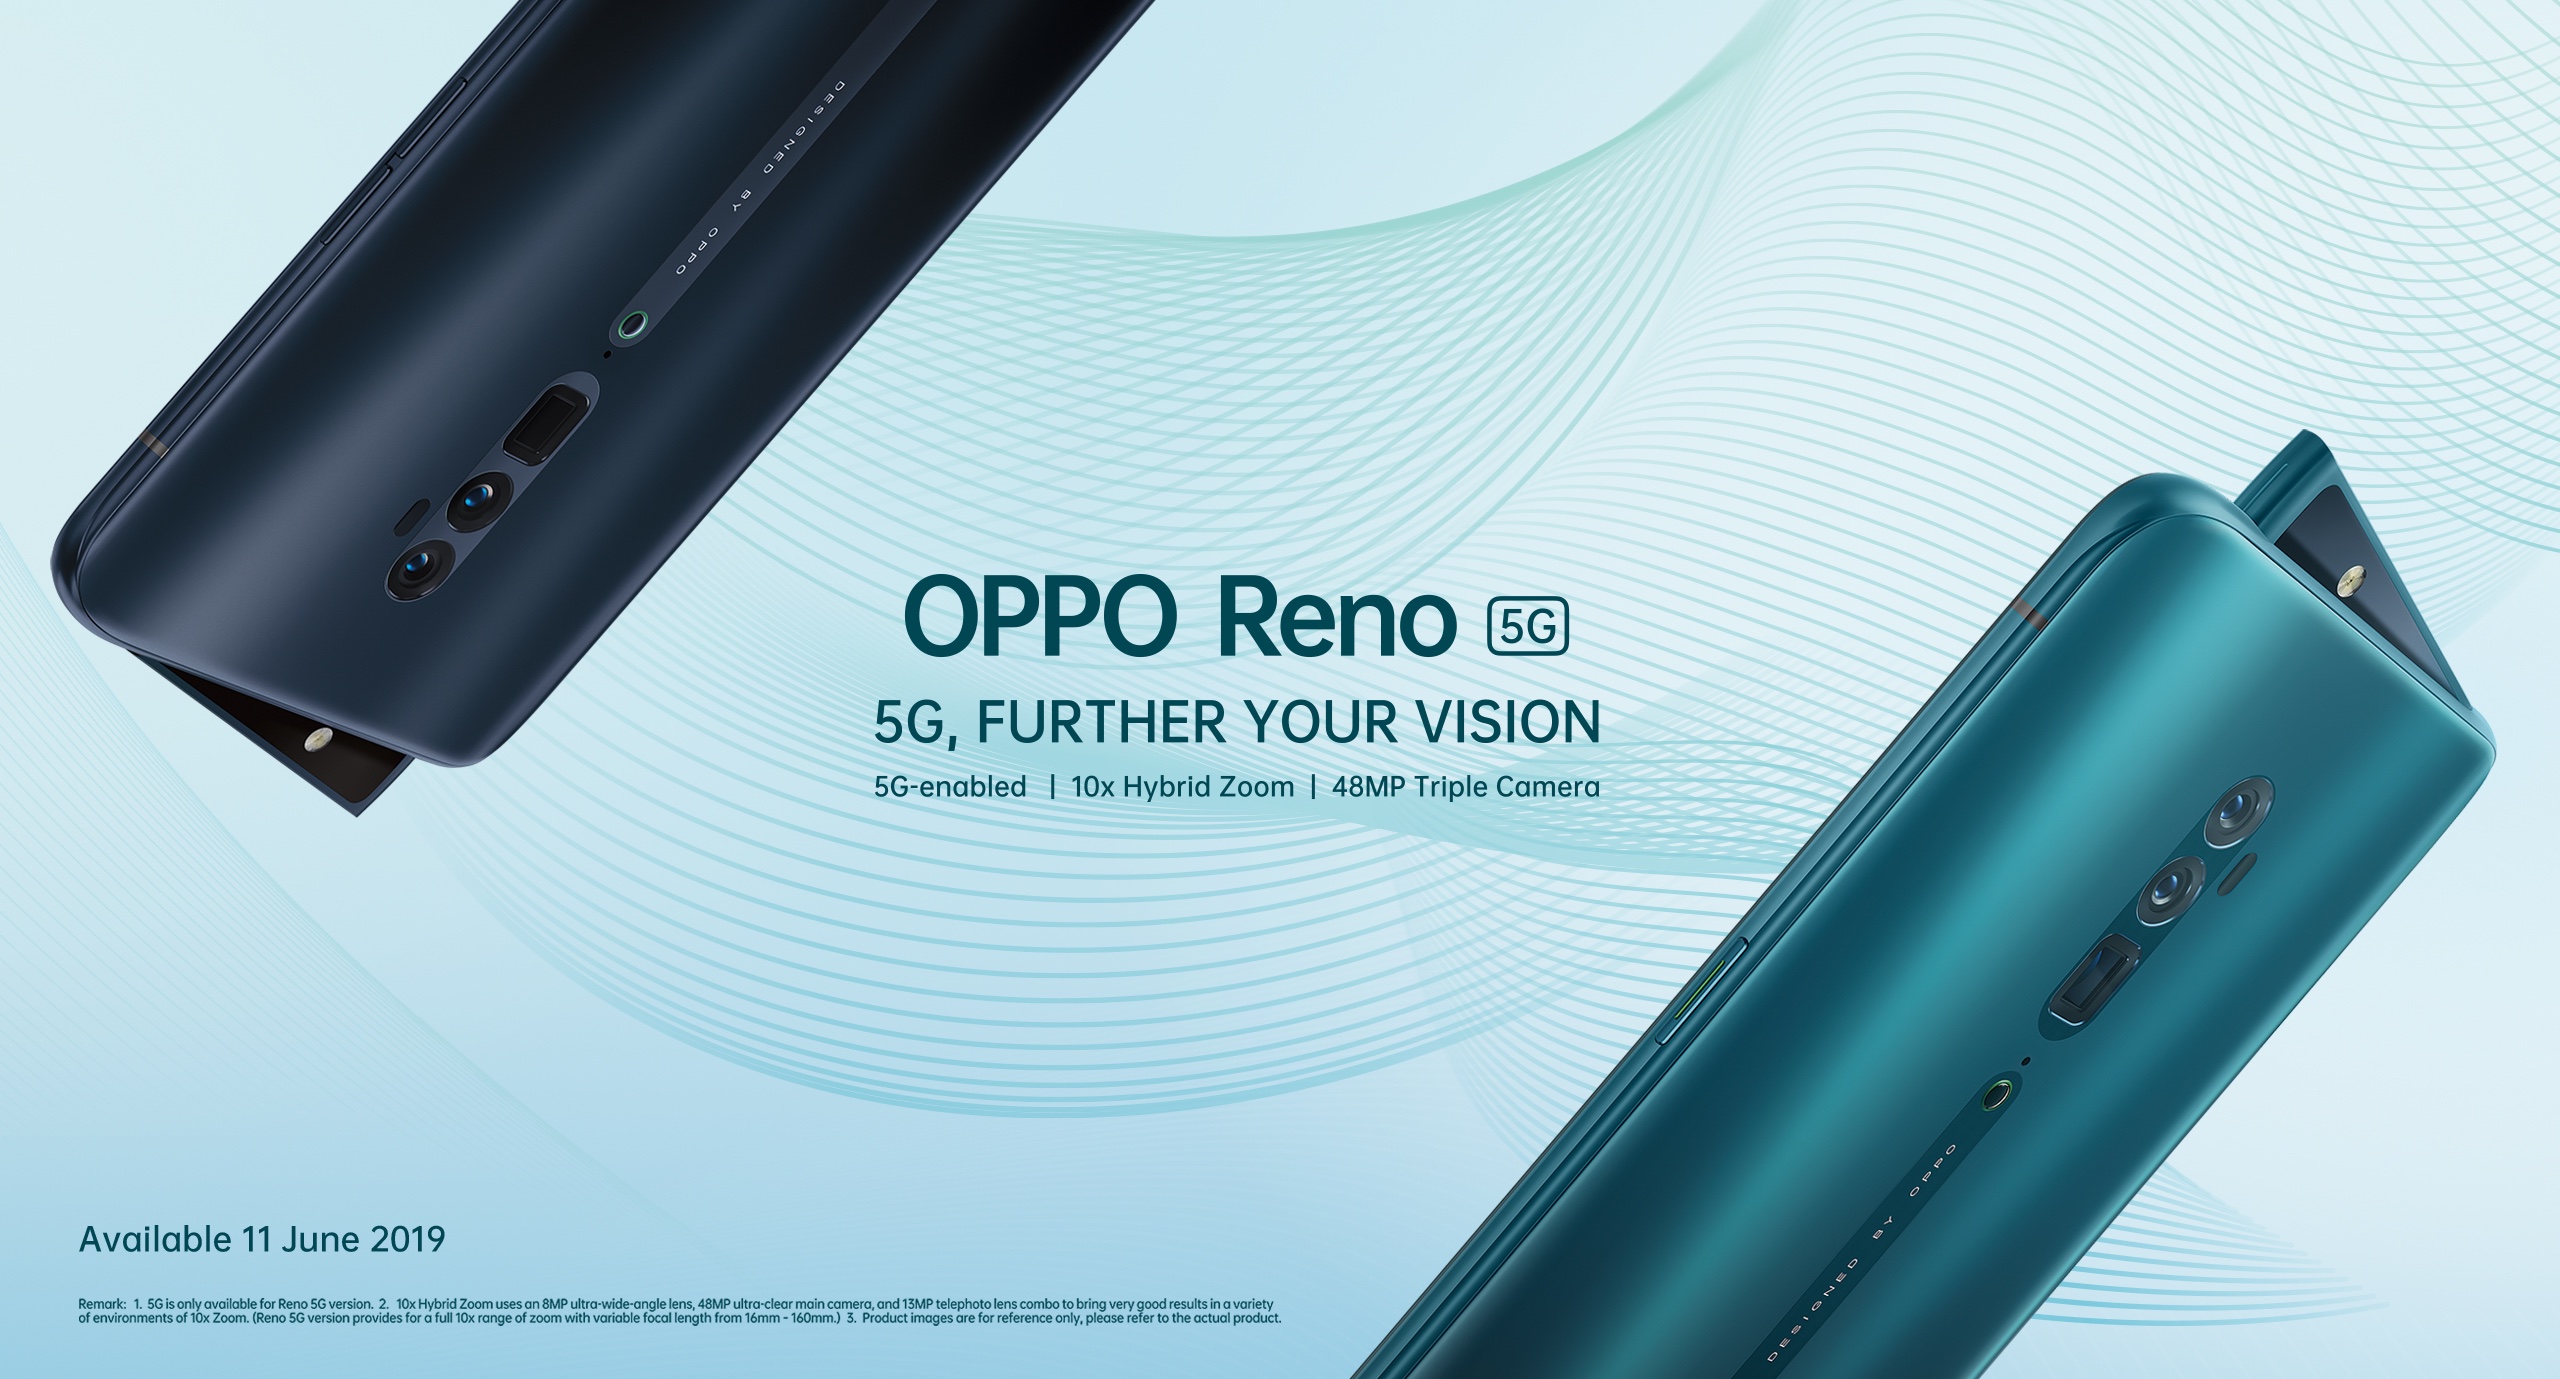 DESIGNED BY OPPO
OPPO Reno 5G
5G, FURTHER YOUR VISION
5G-enabled | 10x Hybrid Zoom | 48MP Triple Camera
DESIGNED BY OPPO
Available 11 June 2019
Remark: 1. 5G is only available for Reno 5G version. 2. 10x Hybrid Zoom uses an 8MP ultra-wide-angle lens, 48MP ultra-clear main camera, and 13MP telephoto lens combo to bring very good results in a variety
of environments of 10x Zoom. (Reno 5G version provides for a full 10x range of zoom with variable focal length from 16mm - 160mm.) 3. Product images are for reference only, please refer to the actual product.